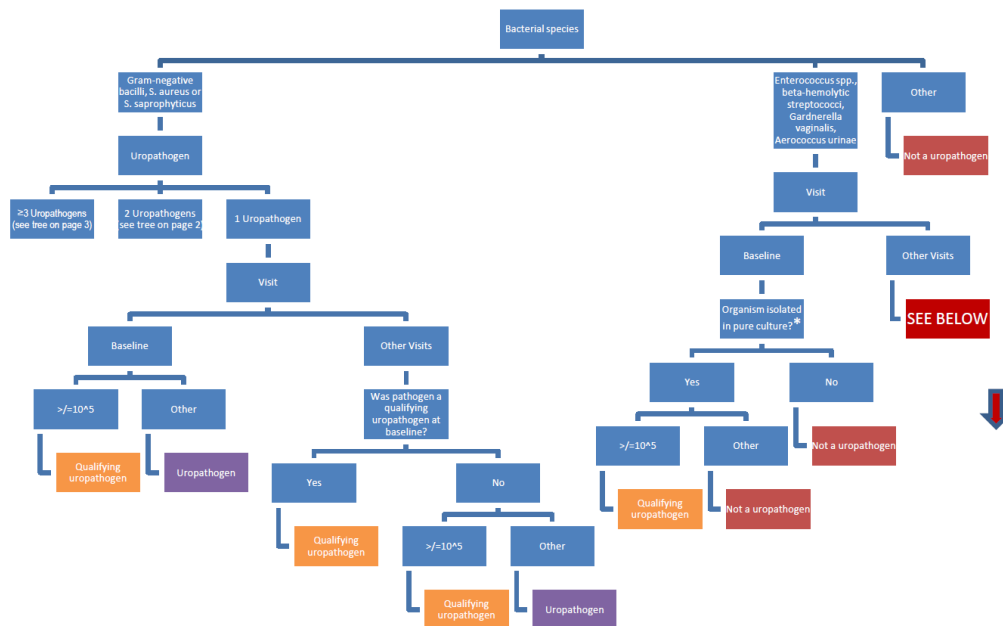 Bacterial species
Gram-negative
bacilli, S. aureus or
S. saprophyticus
Enterococcus spp.,
beta-hemolytic
streptococci,
Gardnerella
vaginalis,
Aerococcus urinae
Other
Uropathogen
Not a uropathogen
≥3 Uropathogens
(see tree on page 3)
2 Uropathogens
see tree on page 2)
1 Uropathogen
Visit
Visit
Baseline
Other Visits
Organism isolated
in pure culture?*
SEE BELOW
Baseline
Other Visits
Yes
No
>/=10^5
Other
Was pathogen a
qualifying
uropathogen at
baseline?
>/=10^5
Other
Not a uropathogen
Qualifying
uropathogen
Uropathogen
Yes
No
Qualifying
uropathogen
Not a uropathogen
Qualifying
uropathogen
>/=10^5
Other
Qualifying
uropathogen
Uropathogen